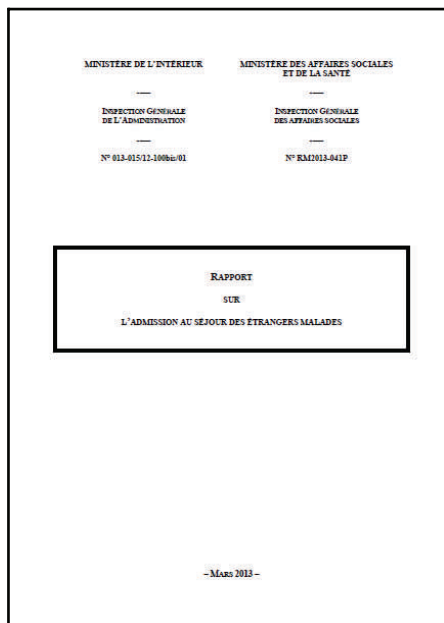 MINISTÈRE DE L'INTÉRIEUR
INSPECTION GÉNÉRALE
DE L'ADMINISTRATION
N° 013-015/12-100bis/01
MINISTÈRE DES AFFAIRES SOCIALES
ET DE LA SANTÉ
INSPECTION GÉNÉRALE
DES AFFAIRES SOCIALES
N° RM2013-041P
RAPPORT
SUR
L'ADMISSION AU SÉJOUR DES ÉTRANGERS MALADES
– MARS 2013 –